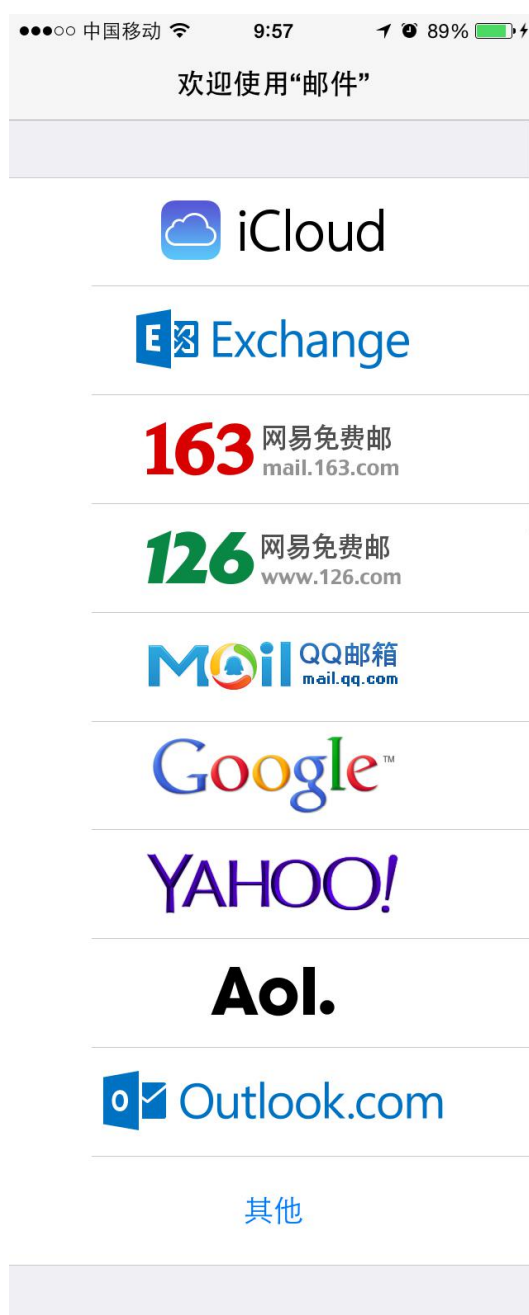 中国移动 9:57 89%
欢迎使用“邮件”
iCloud
E Exchange
163 网易免费邮
mail.163.com
126 网易免费邮
www.126.com
Mail QQ邮箱
mail.qq.com
Google™
YAHOO!
Aol.
O Outlook.com
其他